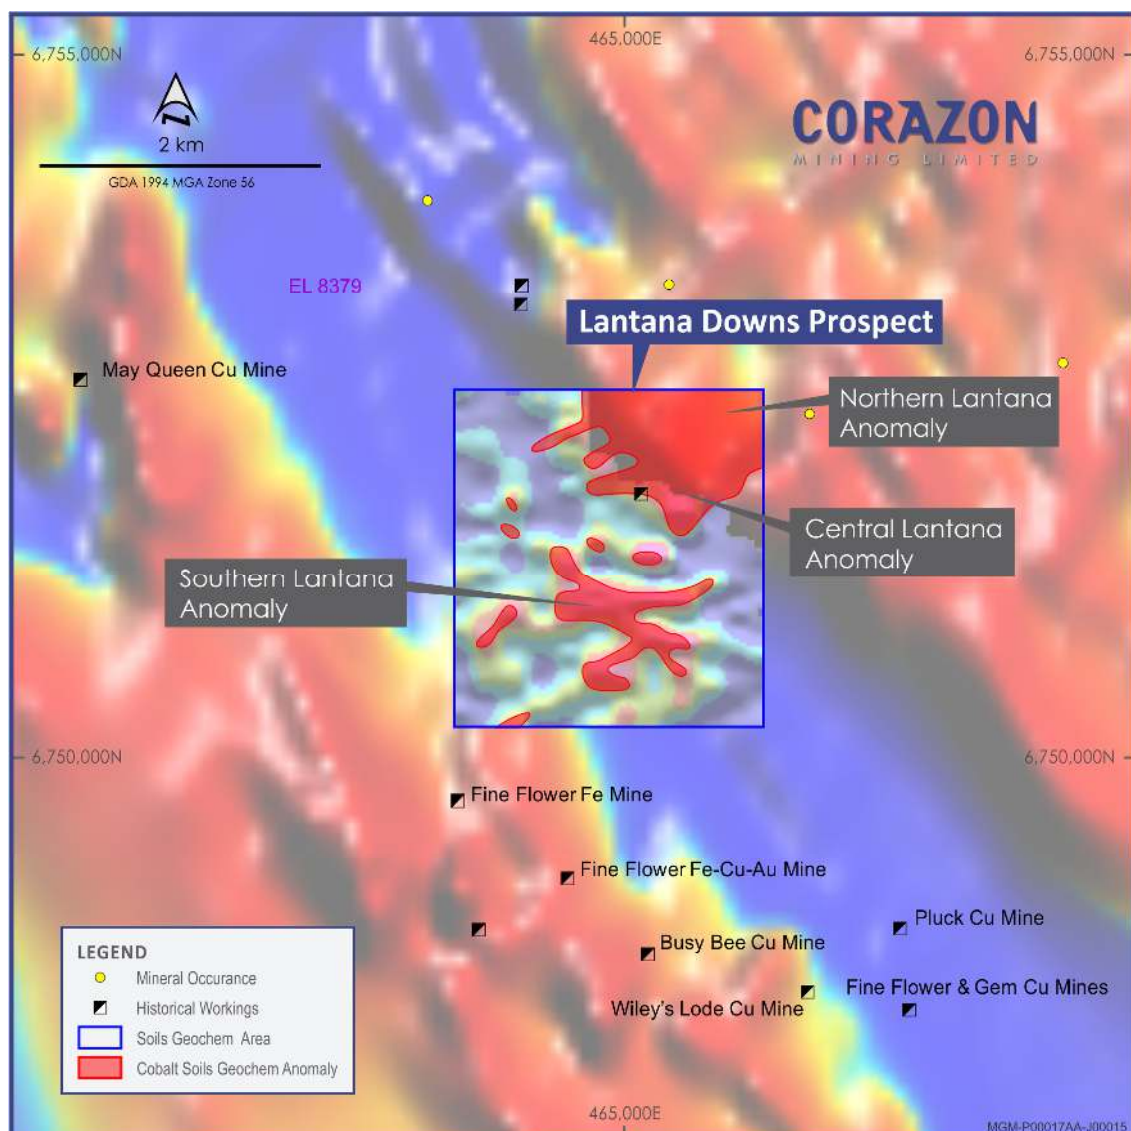 465,000E
6,755,000N
6,755,000N
2 km
GDA 1994 MGA Zone 56
CORAZON
MINING LIMITED
EL 8379
Lantana Downs Prospect
May Queen Cu Mine
Northern Lantana
Anomaly
Central Lantana
Anomaly
Southern Lantana
Anomaly
6,750,000N
6,750,000N
Fine Flower Fe Mine
Fine Flower Fe-Cu-Au Mine
Pluck Cu Mine
Busy Bee Cu Mine
Fine Flower & Gem Cu Mines
Wiley's Lode Cu Mine
LEGEND
Mineral Occurance
Historical Workings
Soils Geochem Area
Cobalt Soils Geochem Anomaly
465,000E
MGM-P00017AA-J00015